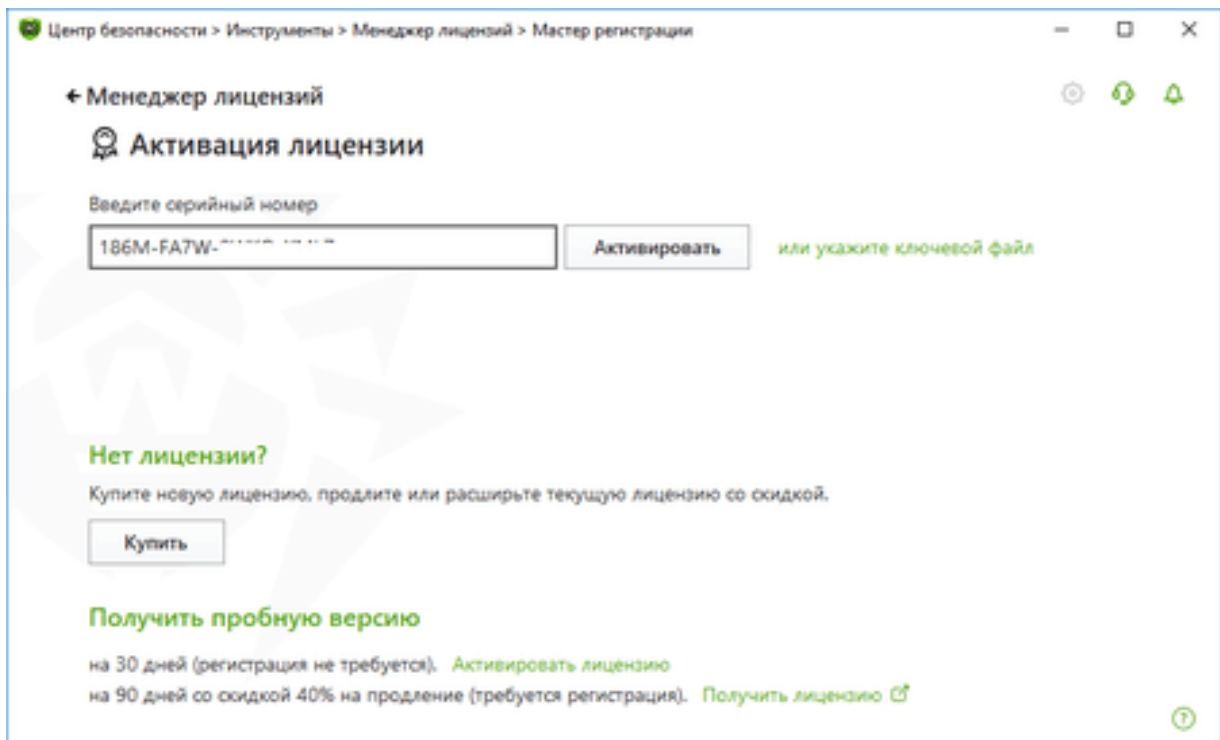 Центр безопасности > Инструменты > Менеджер лицензий > Мастер регистрации
Менеджер лицензий
Активация лицензии
Введите серийный номер
186M-FA7W-
Активировать
или укажите ключевой файл
Нет лицензии?
Купите новую лицензию, продлите или расширьте текущую лицензию со скидкой.
Купить
Получить пробную версию
на 30 дней (регистрация не требуется). Активировать лицензию
на 90 дней со скидкой 40% на продление (требуется регистрация). Получить лицензию